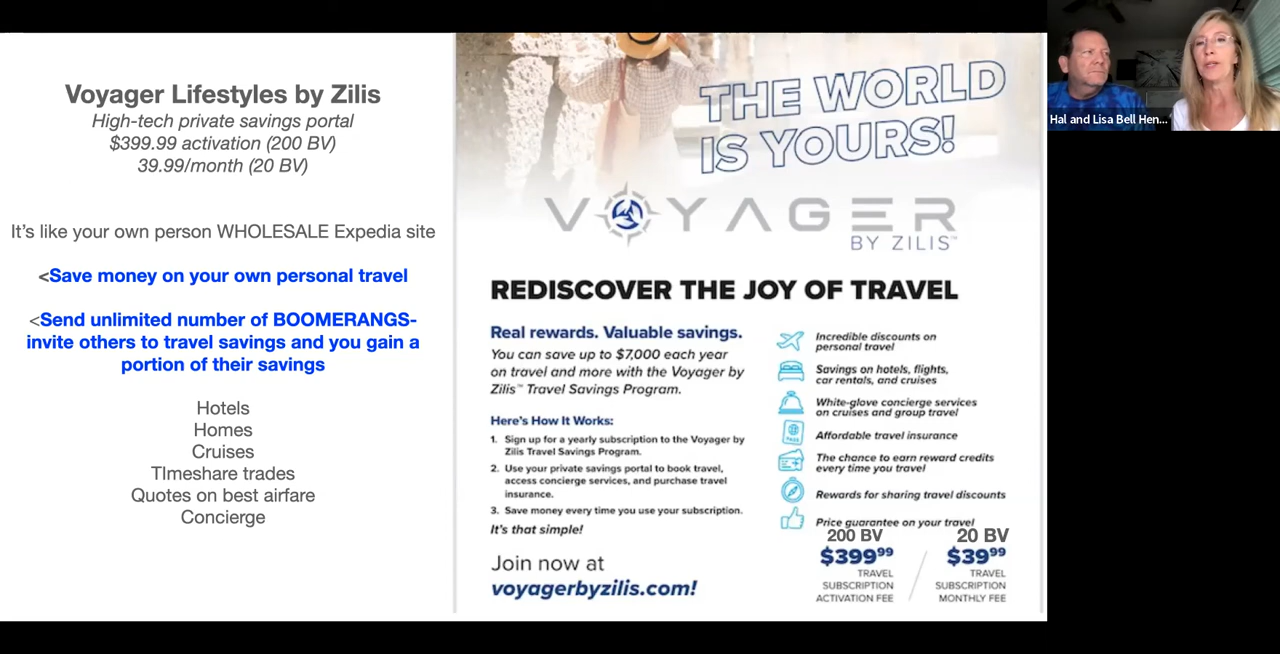 Voyager Lifestyles by Zilis
High-tech private savings portal
$399.99 activation (200 BV)
39.99/month (20 BV)
It's like your own person WHOLESALE Expedia site
<Save money on your own personal travel
<Send unlimited number of BOOMERANGS-
invite others to travel savings and you gain a
portion of their savings
Hotels
Homes
Cruises
TImeshare trades
Quotes on best airfare
Concierge
THE WORLD
IS YOURS!
VOYAGER
BY ZILIS™
REDISCOVER THE JOY OF TRAVEL
Real rewards. Valuable savings.
You can save up to $7,000 each year
on travel and more with the Voyager by
Zilis™ Travel Savings Program.
Here's How It Works:
1. Sign up for a yearly subscription to the Voyager by
Zilis Travel Savings Program.
2. Use your private savings portal to book travel,
access concierge services, and purchase travel
insurance.
3. Save money every time you use your subscription.
It's that simple!
Join now at
voyagerbyzilis.com!
Incredible discounts on
personal travel
Savings on hotels, flights,
car rentals, and cruises
White-glove concierge services
on cruises and group travel
Affordable travel insurance
The chance to earn reward credits
every time you travel
Rewards for sharing travel discounts
Price guarantee on your travel
200 BV
$399⁹⁹
TRAVEL
SUBSCRIPTION
ACTIVATION FEE
20 BV
$39⁹⁹
TRAVEL
SUBSCRIPTION
MONTHLY FEE
Hal and Lisa Bell Hen...